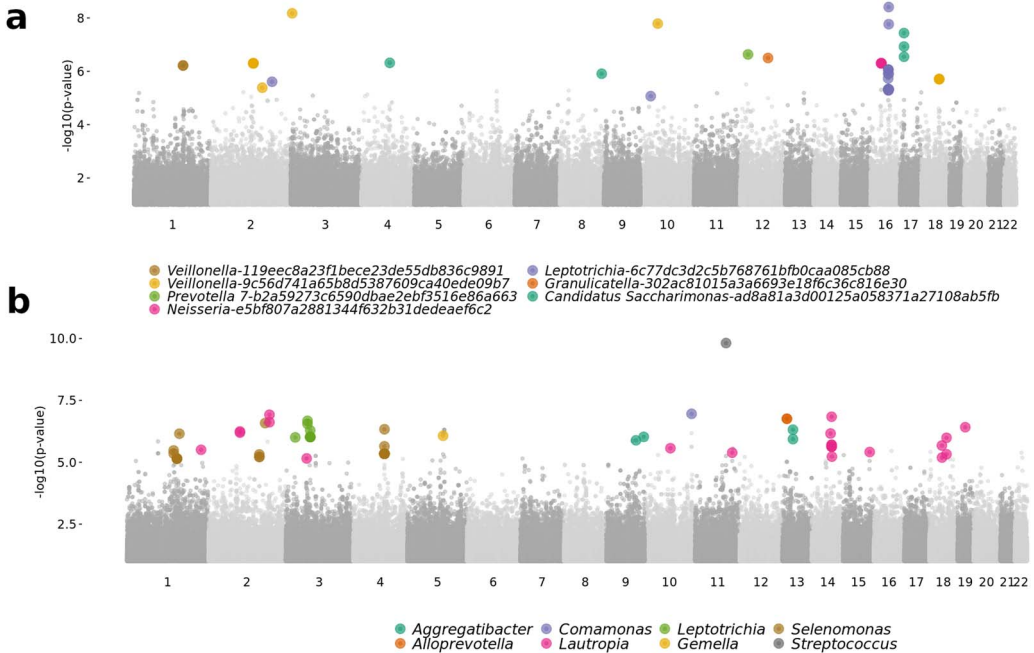 a
8
6
4
2
-log10(p-value)
1 2 3 4 5 6 7 8 9 10 11 12 13 14 15 16 17 18 19 20 21 22
Veillonella-119eec8a23f1bece23de55db836c9891 Leptotrichia-6c77dc3d2c5b768761bfb0caa085cb88
Veillonella-9c56d741a65b8d5387609ca40ede09b7 Granulicatella-302ac81015a3a6693e18f6c36c816e30
Prevotella 7-b2a59273c6590dbae2ebf3516e86a663 Candidatus Saccharimonas-ad8a81a3d00125a058371a27108ab5fb
Neisseria-e5bf807a2881344f632b31dedeaef6c2
b
10.0
7.5
5.0
2.5
-log10(p-value)
1 2 3 4 5 6 7 8 9 10 11 12 13 14 15 16 17 18 19 20 21 22
Aggregatibacter Comamonas Leptotrichia Selenomonas
Alloprevotella Lautropia Gemella Streptococcus